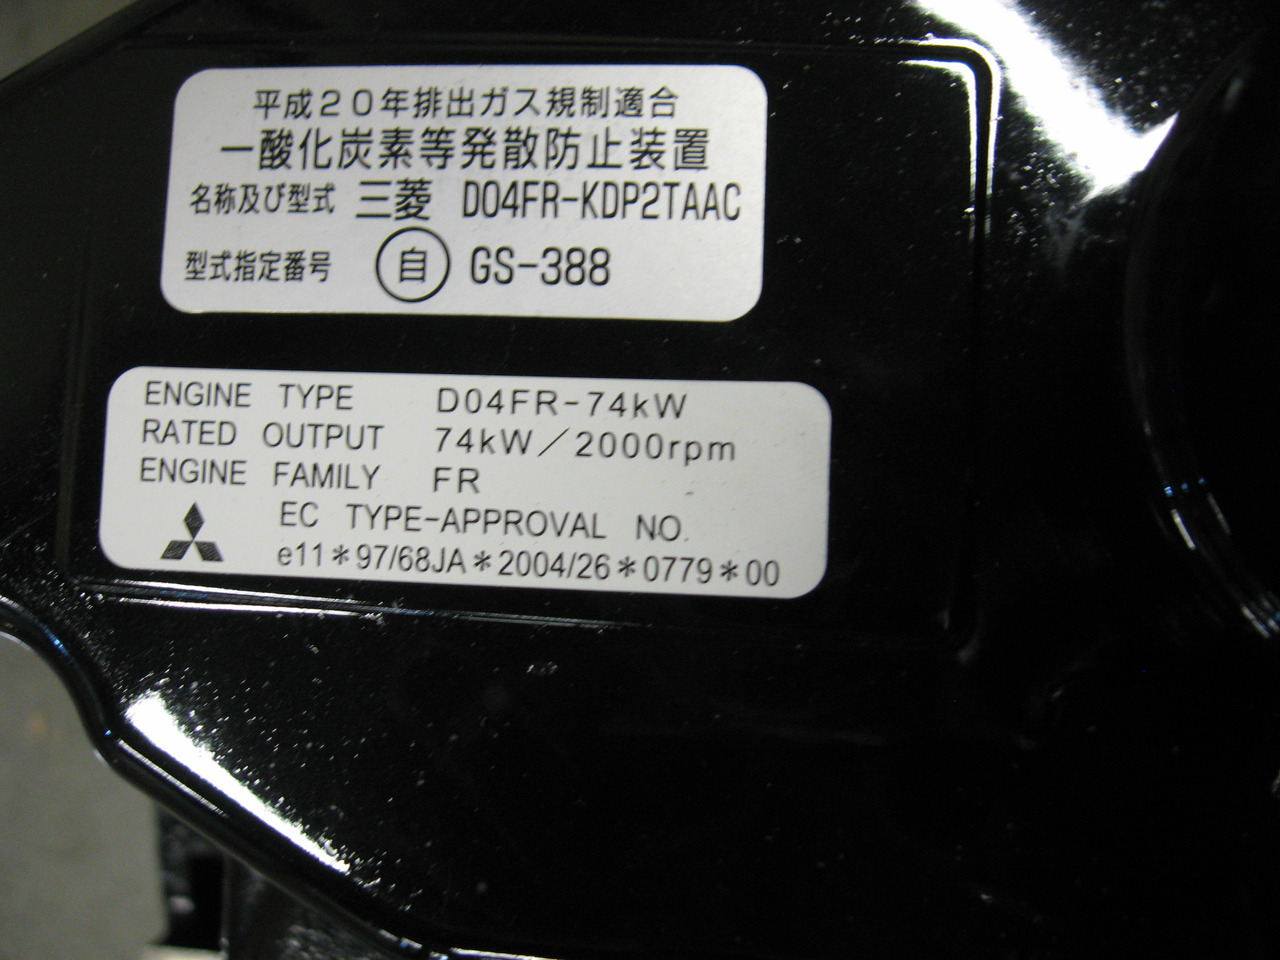 平成20年排出ガス規制適合
一酸化炭素等発散防止装置
名称及び型式 三菱 D04FR-KDP2TAAC
型式指定番号 自 GS-388
ENGINE TYPE D04FR-74kW
RATED OUTPUT 74kW/2000rpm
ENGINE FAMILY FR
EC TYPE-APPROVAL NO.
e11*97/68JA*2004/26*0779*00